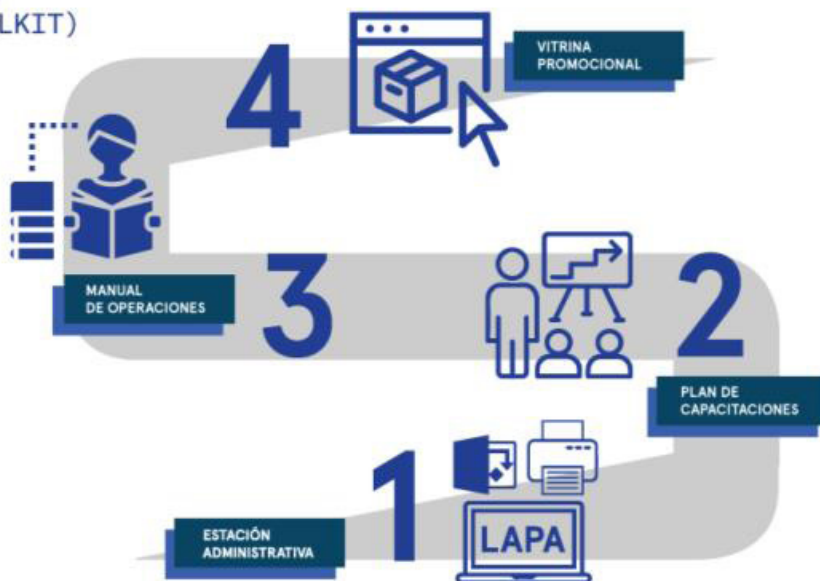 LKIT)
4
VITRINA
PROMOCIONAL
MANUAL
DE OPERACIONES
3
2
PLAN DE
CAPACITACIONES
1
ESTACIÓN
ADMINISTRATIVA
LAPA